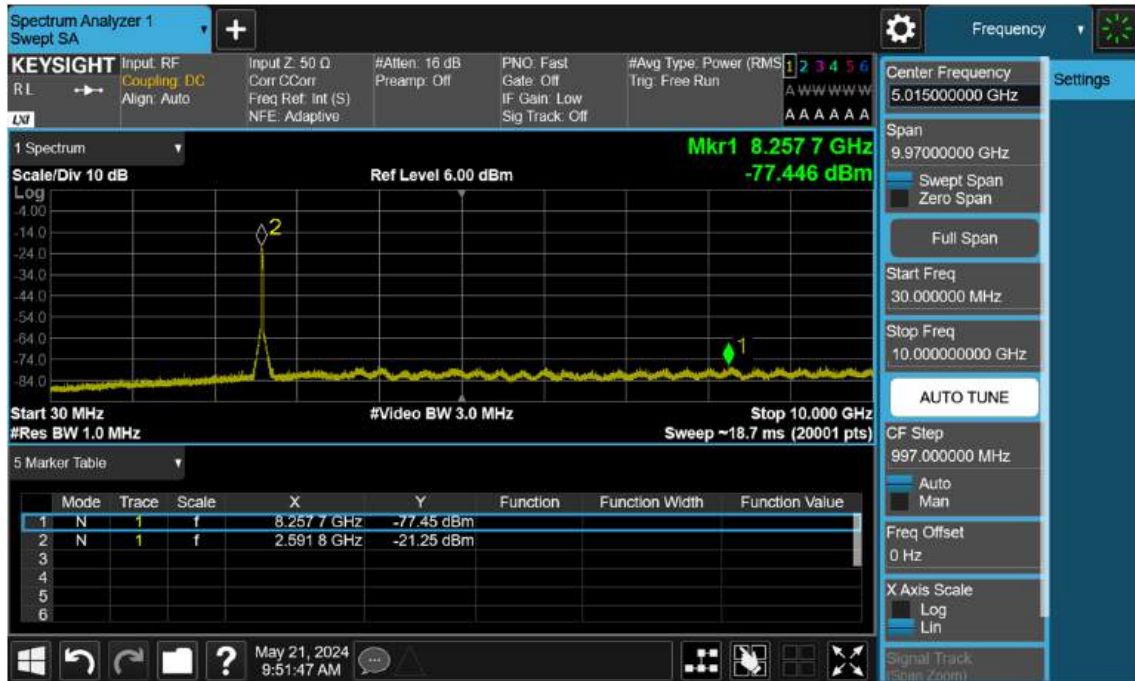 Spectrum Analyzer 1
Swept SA
+
Frequency
KEYSIGHT
RL
LXI
Input: RF
Coupling: DC
Align: Auto
Input Z: 50 Ω
Corr CCorr
Freq Ref: Int (S)
NFE: Adaptive
#Atten: 16 dB
Preamp: Off
PNO: Fast
Gate: Off
IF Gain: Low
Sig Track: Off
#Avg Type: Power (RMS
Trig: Free Run
1 2 3 4 5 6
A W W W W W
A A A A A A
1 Spectrum
Mkr1 8.257 7 GHz
-77.446 dBm
Scale/Div 10 dB
Ref Level 6.00 dBm
Log
-4.00
-14.0
-24.0
-34.0
-44.0
-54.0
-64.0
-74.0
-84.0
2
1
Start 30 MHz
#Video BW 3.0 MHz
Stop 10.000 GHz
#Res BW 1.0 MHz
Sweep ~18.7 ms (20001 pts)
5 Marker Table
Mode Trace Scale X Y Function Function Width Function Value
1 N 1 f 8.257 7 GHz -77.45 dBm
2 N 1 f 2.591 8 GHz -21.25 dBm
3
4
5
6
?
May 21, 2024
9:51:47 AM
Center Frequency
5.015000000 GHz
Settings
Span
9.97000000 GHz
Swept Span
Zero Span
Full Span
Start Freq
30.000000 MHz
Stop Freq
10.000000000 GHz
AUTO TUNE
CF Step
997.000000 MHz
Auto
Man
Freq Offset
0 Hz
X Axis Scale
Log
Lin
Signal Track
(Span Zoom)